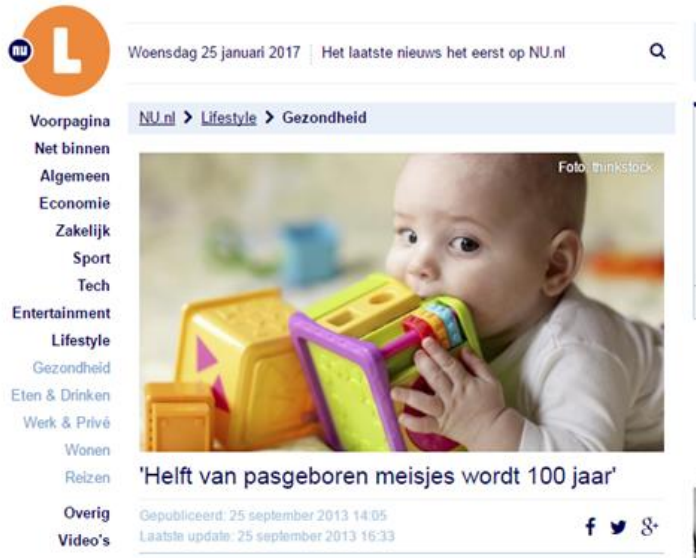 nu
L
Woensdag 25 januari 2017 Het laatste nieuws het eerst op NU.nl
NU.nl > Lifestyle > Gezondheid
Voorpagina
Net binnen
Algemeen
Economie
Zakelijk
Sport
Tech
Entertainment
Lifestyle
Gezondheid
Eten & Drinken
Werk & Privé
Wonen
Reizen
Overig
Video's
Foto: thinkstock
'Helft van pasgeboren meisjes wordt 100 jaar'
Gepubliceerd: 25 september 2013 14:05
Laatste update: 25 september 2013 16:33
f 8+